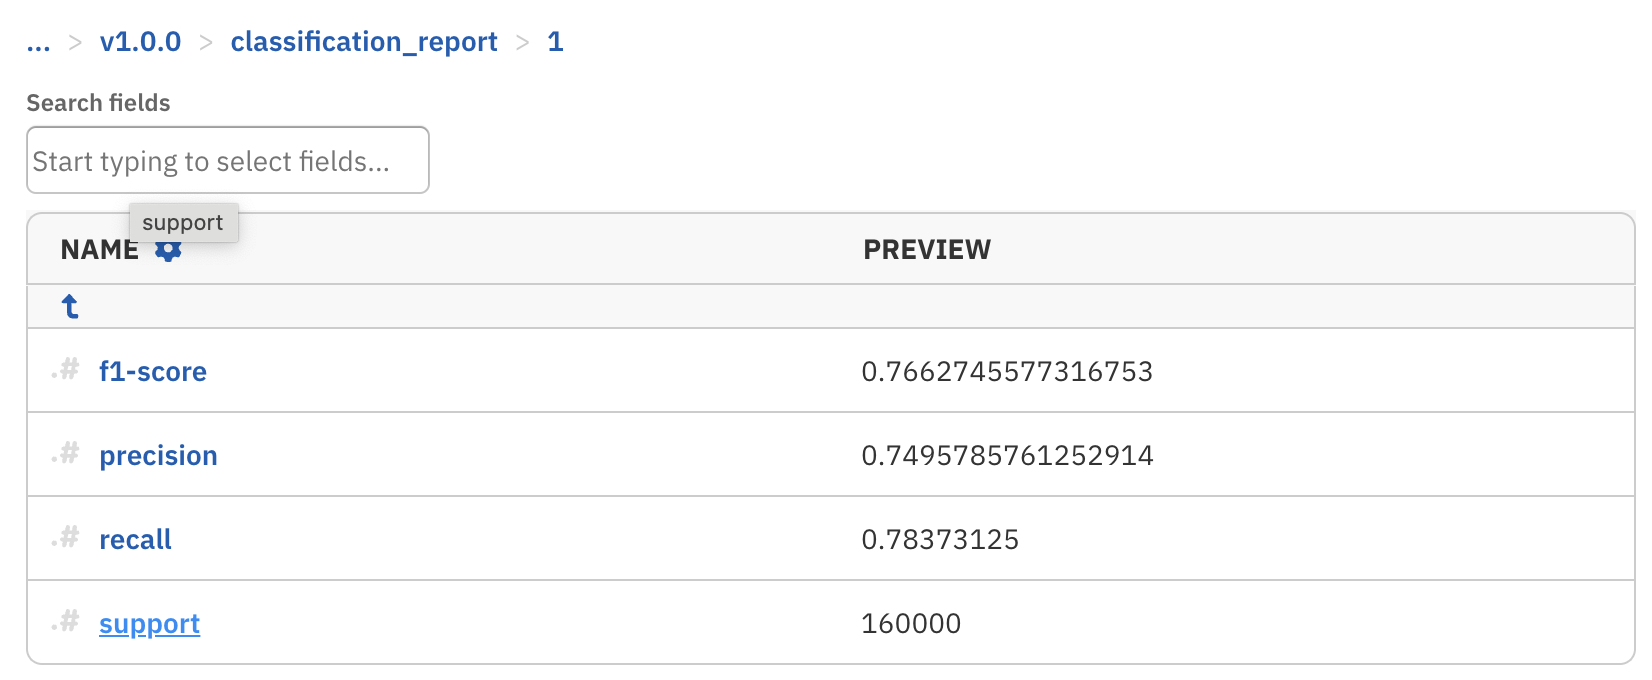 ... > v1.0.0 > classification_report > 1
Search fields
Start typing to select fields...
support
NAME PREVIEW
.# f1-score 0.7662745577316753
.# precision 0.7495785761252914
.# recall 0.78373125
.# support 160000